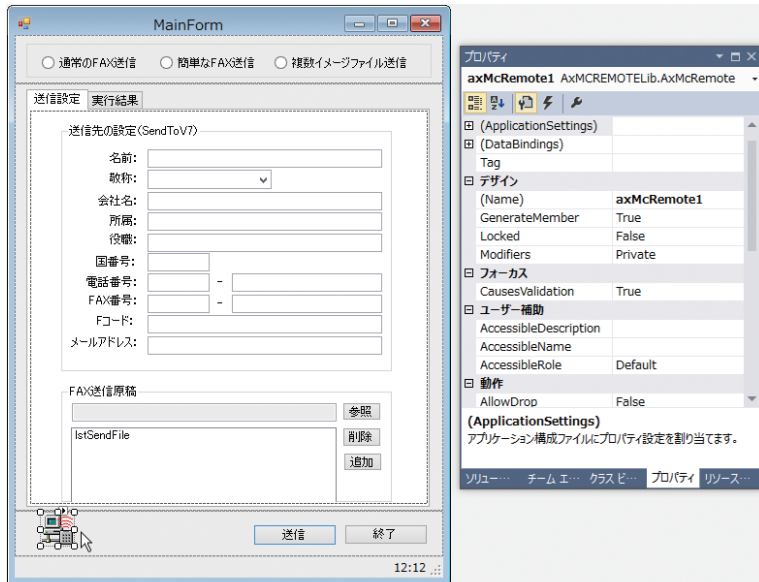 MainForm
通常のFAX送信 簡単なFAX送信 複数イメージファイル送信
送信設定 実行結果
送信先の設定(SendToV7)
名前:
敬称:
会社名:
所属:
役職:
国番号:
電話番号: -
FAX番号: -
Fコード:
メールアドレス:
FAX送信原稿
参照
lstSendFile
削除
追加
送信 終了
12:12
プロパティ
axMcRemote1 AxMCREMOTELib.AxMcRemote
(ApplicationSettings)
(DataBindings)
Tag
デザイン
(Name) axMcRemote1
GenerateMember True
Locked False
Modifiers Private
フォーカス
CausesValidation True
ユーザー補助
AccessibleDescription
AccessibleName
AccessibleRole Default
動作
AllowDrop False
(ApplicationSettings)
アプリケーション構成ファイルにプロパティ設定を割り当てます。
ソリュー… チーム エ… クラス ビ… プロパティ リソース…